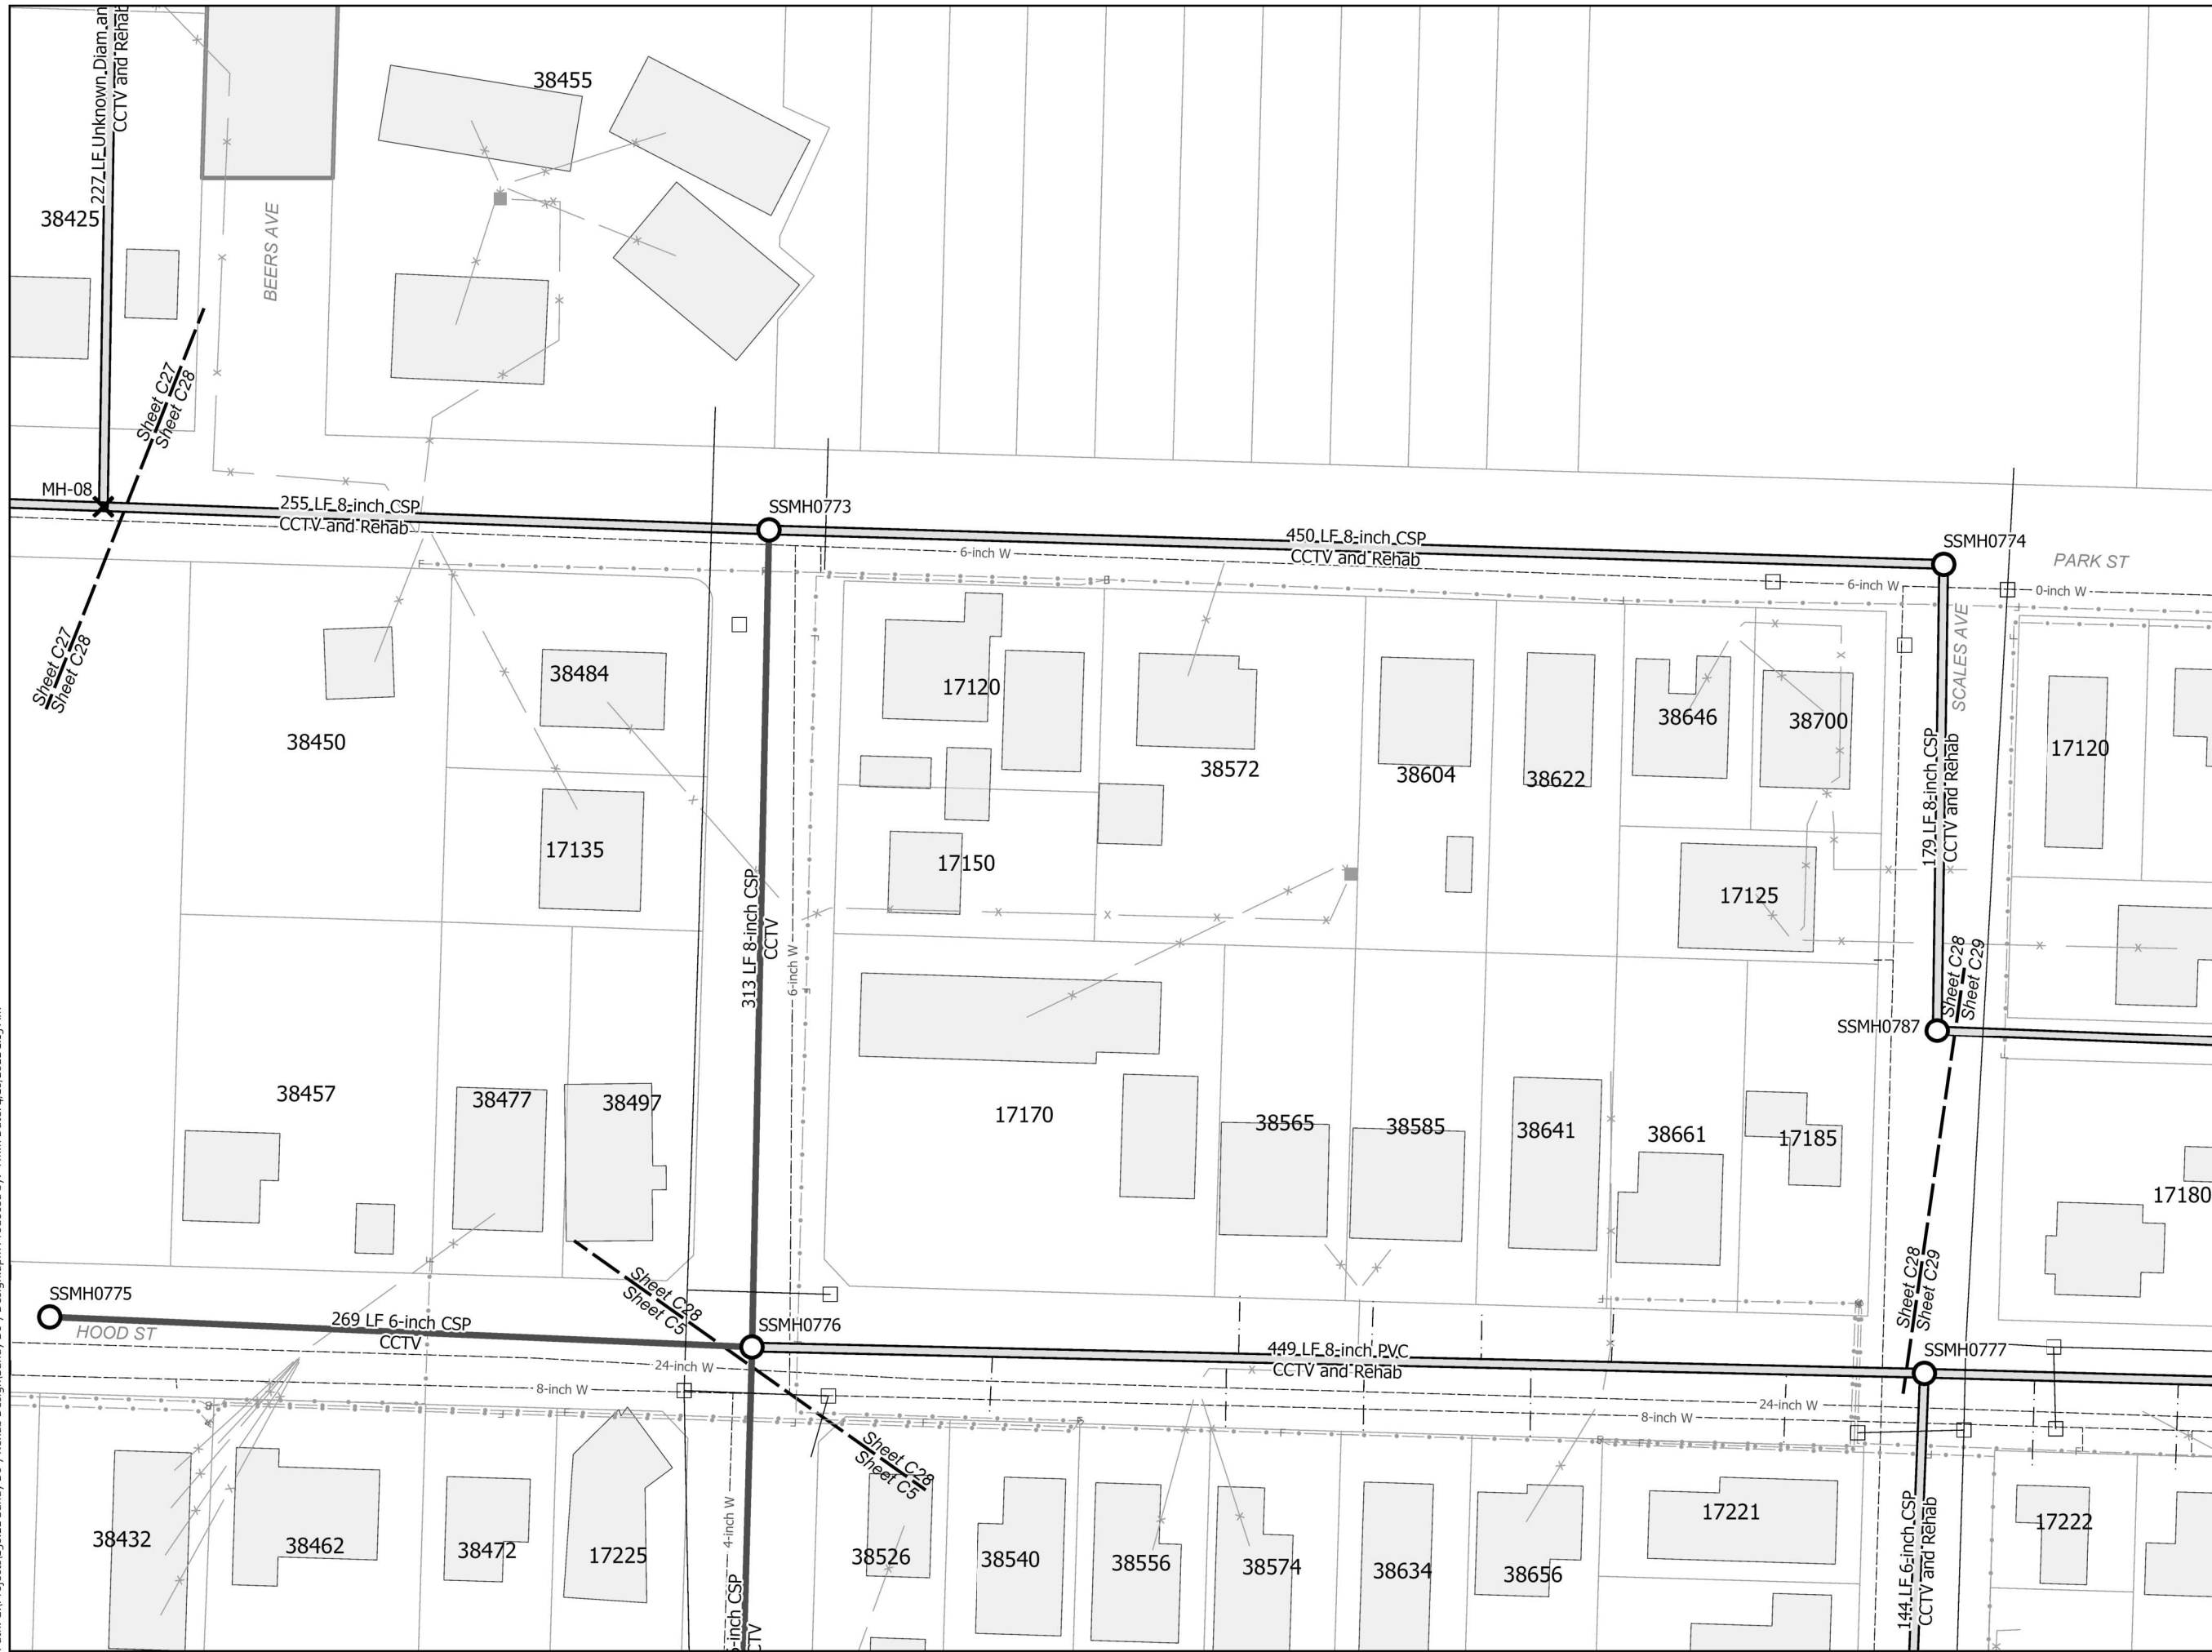 227 LF Unknown Diam
CCTV and Rehab
38455
38425
BEERS AVE
Sheet C27
Sheet C28
MH-08
255 LF 8-inch CSP
CCTV and Rehab
SSMH0773
450 LF 8-inch CSP
CCTV and Rehab
SSMH0774
PARK ST
6-inch W
6-inch W
0-inch W
SCALES AVE
Sheet C27
Sheet C28
38484
17120
38450
38572
38604
38622
38646
38700
17120
179 LF 8-inch CSP
CCTV and Rehab
17135
17150
17125
313 LF 8-inch CSP
CCTV
6-inch W
Sheet C28
Sheet C29
SSMH0787
38457
38477
38497
17170
38565
38585
38641
38661
17185
17180
Sheet C28
Sheet C29
SSMH0775
HOOD ST
269 LF 6-inch CSP
CCTV
Sheet C28
Sheet C5
SSMH0776
449 LF 8-inch PVC
CCTV and Rehab
SSMH0777
24-inch W
8-inch W
24-inch W
8-inch W
Sheet C28
Sheet C5
38432
38462
38472
17225
4-inch W
-inch CSP
38526
38540
38556
38574
38634
38656
17221
17222
144 LF 6-inch CSP
CCTV and Rehab